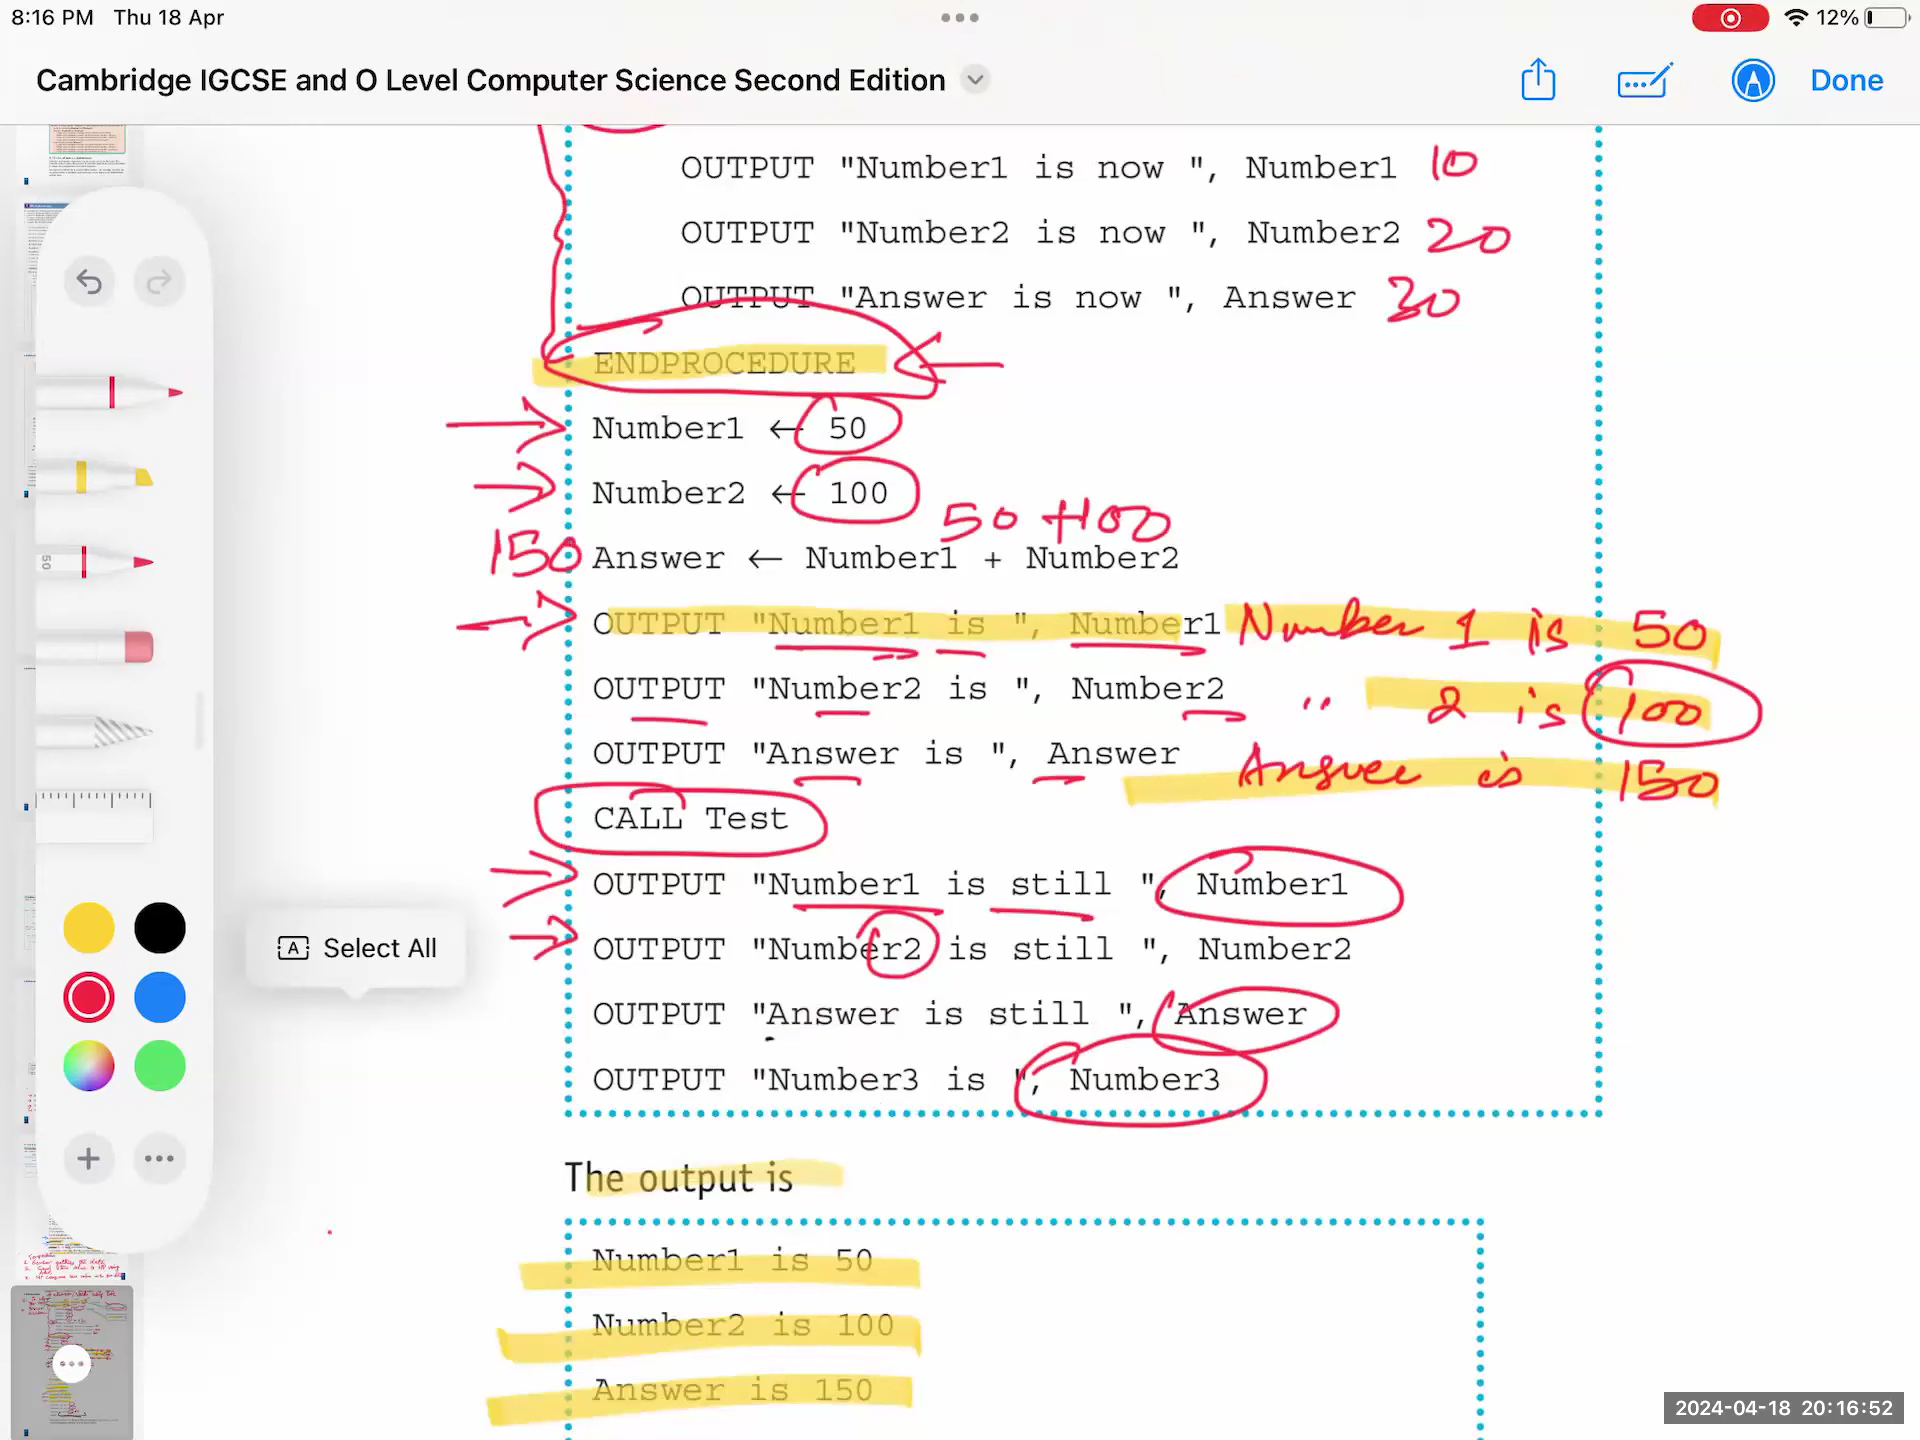 8:16 PM Thu 18 Apr
12%
Cambridge IGCSE and O Level Computer Science Second Edition
Done
OUTPUT "Number1 is now ", Number1 10
OUTPUT "Number2 is now ", Number2 20
OUTPUT "Answer is now ", Answer 30
ENDPROCEDURE
Number1 ← 50
Number2 ← 100
50 +100
150 Answer ← Number1 + Number2
OUTPUT "Number1 is ", Number1 Number 1 is 50
OUTPUT "Number2 is ", Number2 " 2 is 100
OUTPUT "Answer is ", Answer Answer is 150
CALL Test
OUTPUT "Number1 is still ", Number1
OUTPUT "Number2 is still ", Number2
OUTPUT "Answer is still ", Answer
OUTPUT "Number3 is ", Number3
50
A Select All
The output is
Number1 is 50
Number2 is 100
Answer is 150
2024-04-18 20:16:52